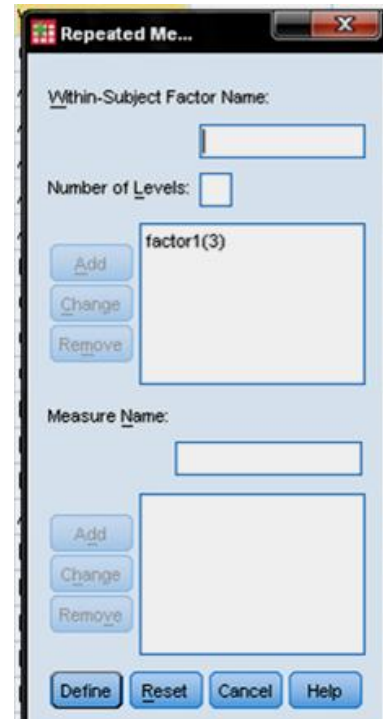 Repeated Me...
Within-Subject Factor Name:
Number of Levels:
factor1(3)
Add
Change
Remove
Measure Name:
Add
Change
Remove
Define Reset Cancel Help